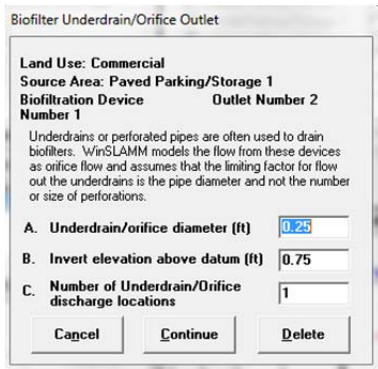 Biofilter Underdrain/Orifice Outlet
Land Use: Commercial
Source Area: Paved Parking/Storage 1
Biofiltration Device Outlet Number 2
Number 1
Underdrains or perforated pipes are often used to drain
biofilters. WinSLAMM models the flow from these devices
as orifice flow and assumes that the limiting factor for flow
out the underdrains is the pipe diameter and not the number
or size of perforations.
A. Underdrain/orifice diameter (ft) 0.25
B. Invert elevation above datum (ft) 0.75
C. Number of Underdrain/Orifice
discharge locations 1
Cancel Continue Delete